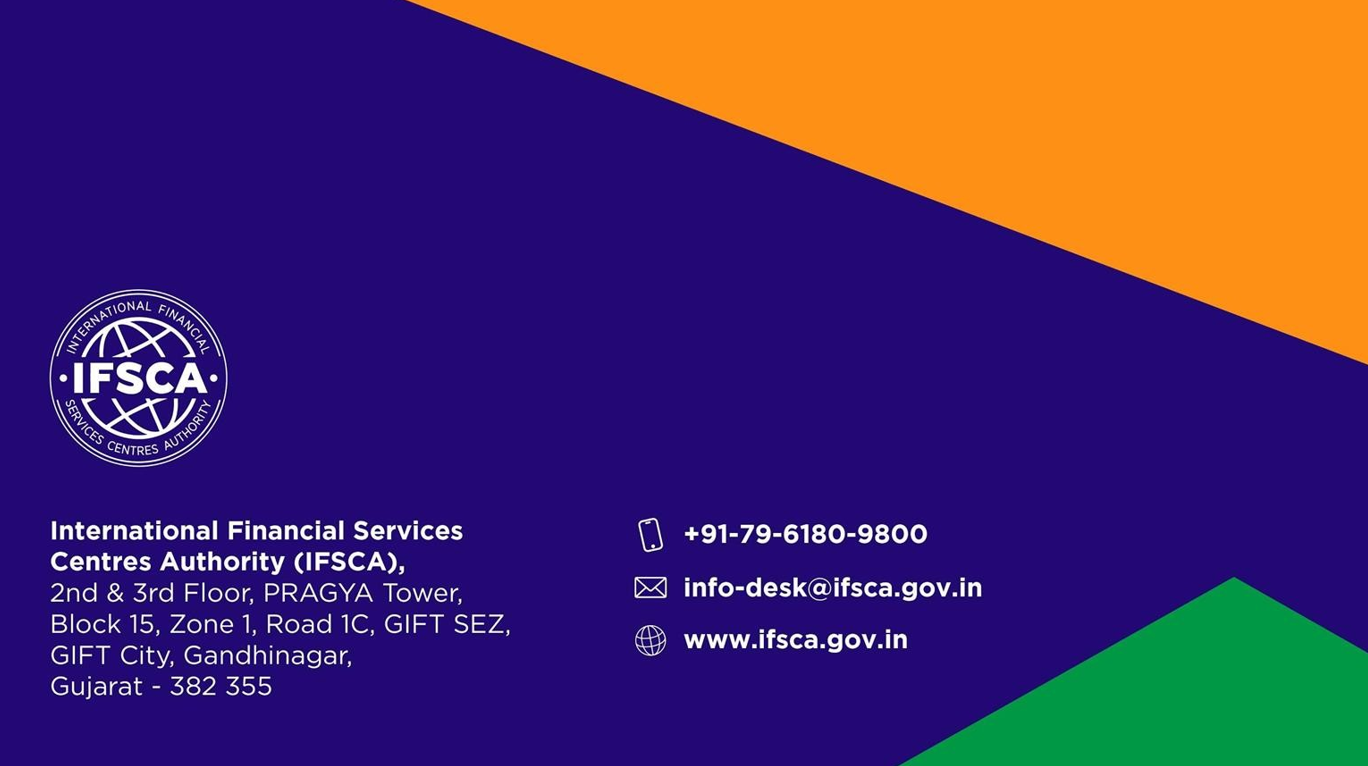 INTERNATIONAL FINANCIAL
IFSCA
SERVICES CENTRES AUTHORITY
International Financial Services
Centres Authority (IFSCA),
2nd & 3rd Floor, PRAGYA Tower,
Block 15, Zone 1, Road 1C, GIFT SEZ,
GIFT City, Gandhinagar,
Gujarat - 382 355
+91-79-6180-9800
info-desk@ifsca.gov.in
www.ifsca.gov.in